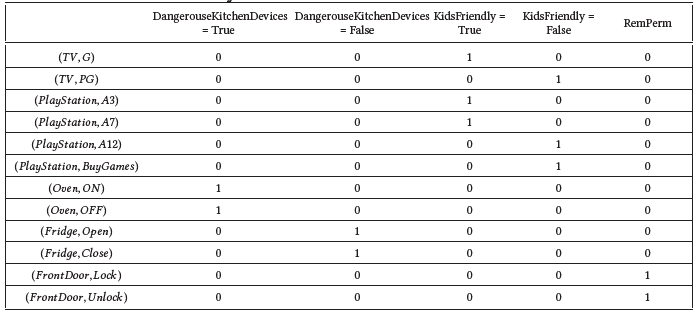 DangerouseKitchenDevices = True DangerouseKitchenDevices = False KidsFriendly = True KidsFriendly = False RemPerm
(TV,G) 0 0 1 0 0
(TV,PG) 0 0 0 1 0
(PlayStation,A3) 0 0 1 0 0
(PlayStation,A7) 0 0 1 0 0
(PlayStation,A12) 0 0 0 1 0
(PlayStation,BuyGames) 0 0 0 1 0
(Oven,ON) 1 0 0 0 0
(Oven,OFF) 1 0 0 0 0
(Fridge,Open) 0 1 0 0 0
(Fridge,Close) 0 1 0 0 0
(FrontDoor,Lock) 0 0 0 0 1
(FrontDoor,Unlock) 0 0 0 0 1